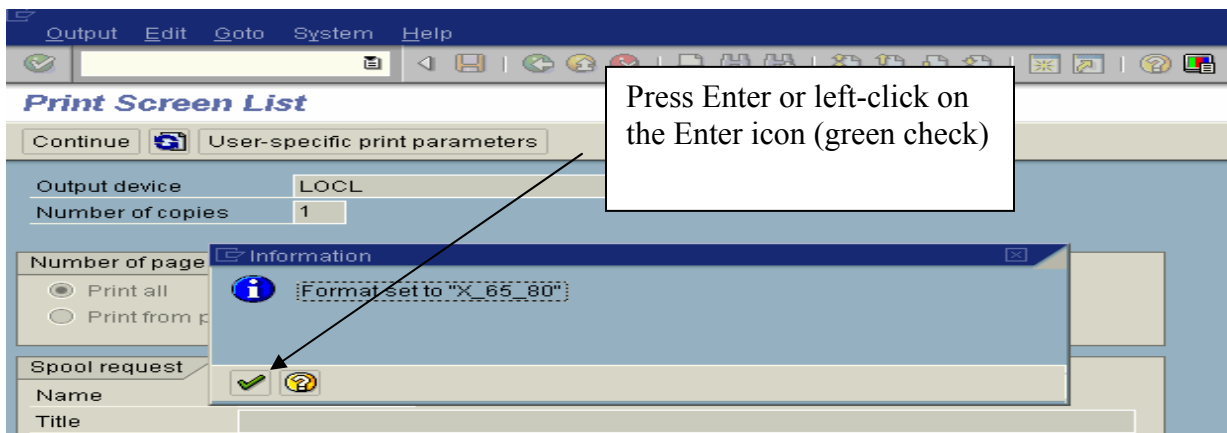 Output Edit Goto System Help
Print Screen List
Press Enter or left-click on
the Enter icon (green check)
Continue User-specific print parameters
Output device LOCL
Number of copies 1
Information
Number of page
Print all
Format set to "X_65_80"
Print from p
Spool request
Name
Title